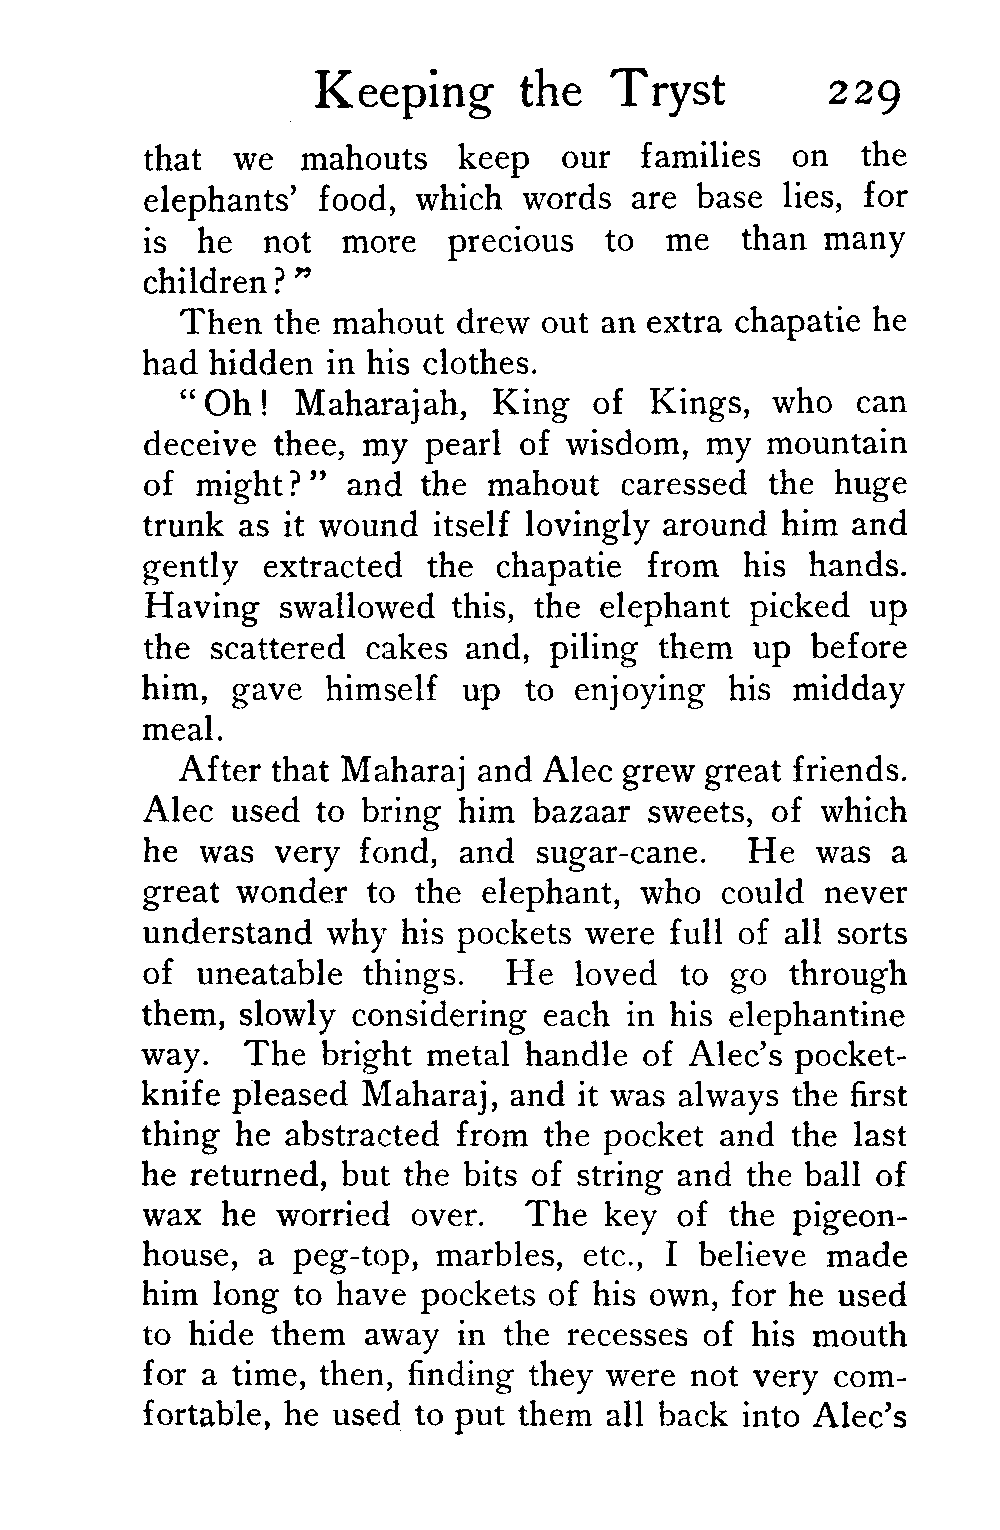 Keeping the Tryst 229
that we mahouts keep our families on the
elephants' food, which words are base lies, for
is he not more precious to me than many
children?"
Then the mahout drew out an extra chapatie he
had hidden in his clothes.
"Oh! Maharajah, King of Kings, who can
deceive thee, my pearl of wisdom, my mountain
of might?" and the mahout caressed the huge
trunk as it wound itself lovingly around him and
gently extracted the chapatie from his hands.
Having swallowed this, the elephant picked up
the scattered cakes and, piling them up before
him, gave himself up to enjoying his midday
meal.
After that Maharaj and Alec grew great friends.
Alec used to bring him bazaar sweets, of which
he was very fond, and sugar-cane. He was a
great wonder to the elephant, who could never
understand why his pockets were full of all sorts
of uneatable things. He loved to go through
them, slowly considering each in his elephantine
way. The bright metal handle of Alec's pocket-
knife pleased Maharaj, and it was always the first
thing he abstracted from the pocket and the last
he returned, but the bits of string and the ball of
wax he worried over. The key of the pigeon-
house, a peg-top, marbles, etc., I believe made
him long to have pockets of his own, for he used
to hide them away in the recesses of his mouth
for a time, then, finding they were not very com-
fortable, he used to put them all back into Alec's